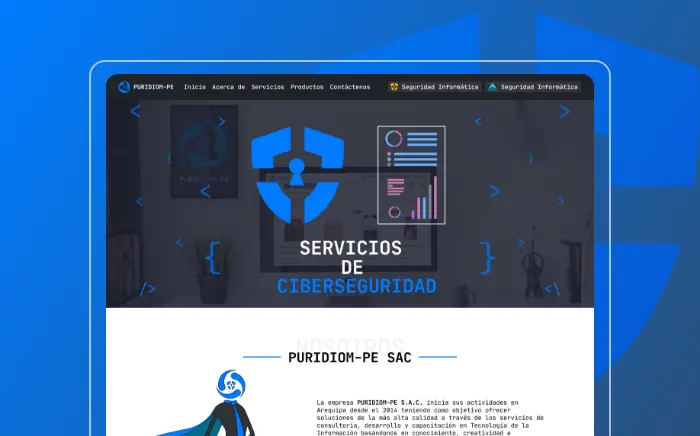 PURIDIOM-PE Inicio Acerca de Servicios Productos Contáctenos Seguridad Informática Seguridad Informática
SERVICIOS
DE
CIBERSEGURIDAD
NOSOTROS
PURIDIOM-PE SAC
La empresa PURIDIOM-PE S.A.C. inicia sus actividades en
Arequipa desde el 2014 teniendo como objetivo ofrecer
soluciones de la más alta calidad a través de los servicios de
consultoría, desarrollo y capacitación en Tecnología de la
Información basándonos en conocimiento, creatividad e